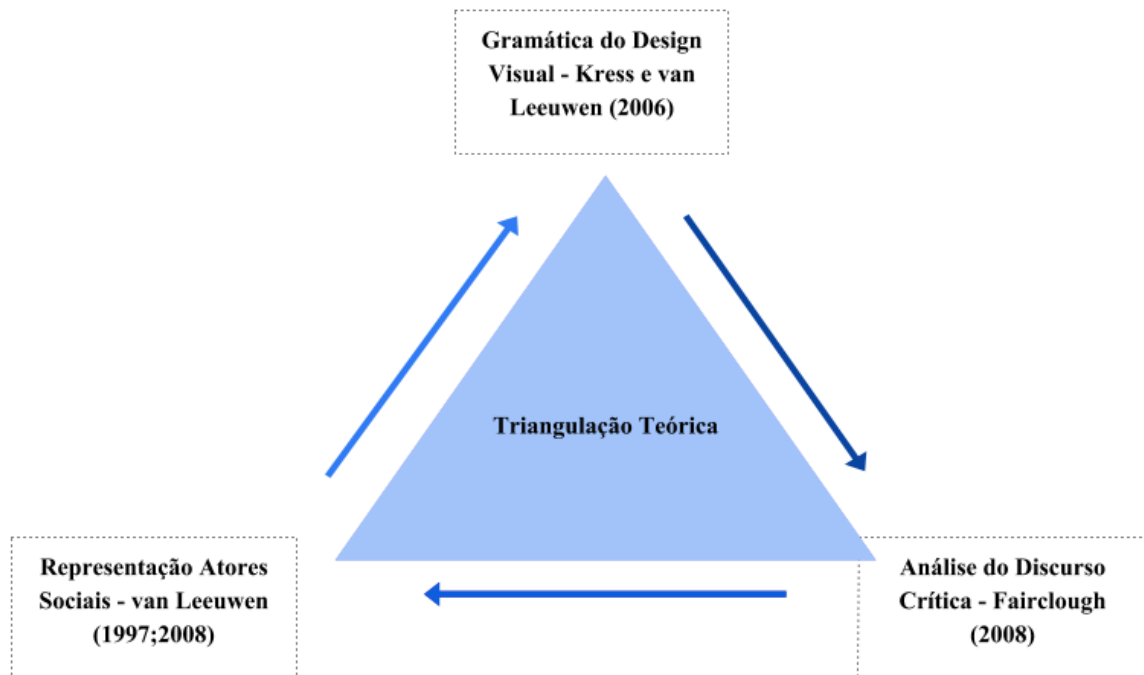 Gramática do Design
Visual - Kress e van
Leeuwen (2006)
Triangulação Teórica
Representação Atores
Sociais - van Leeuwen
(1997;2008)
Análise do Discurso
Crítica - Fairclough
(2008)